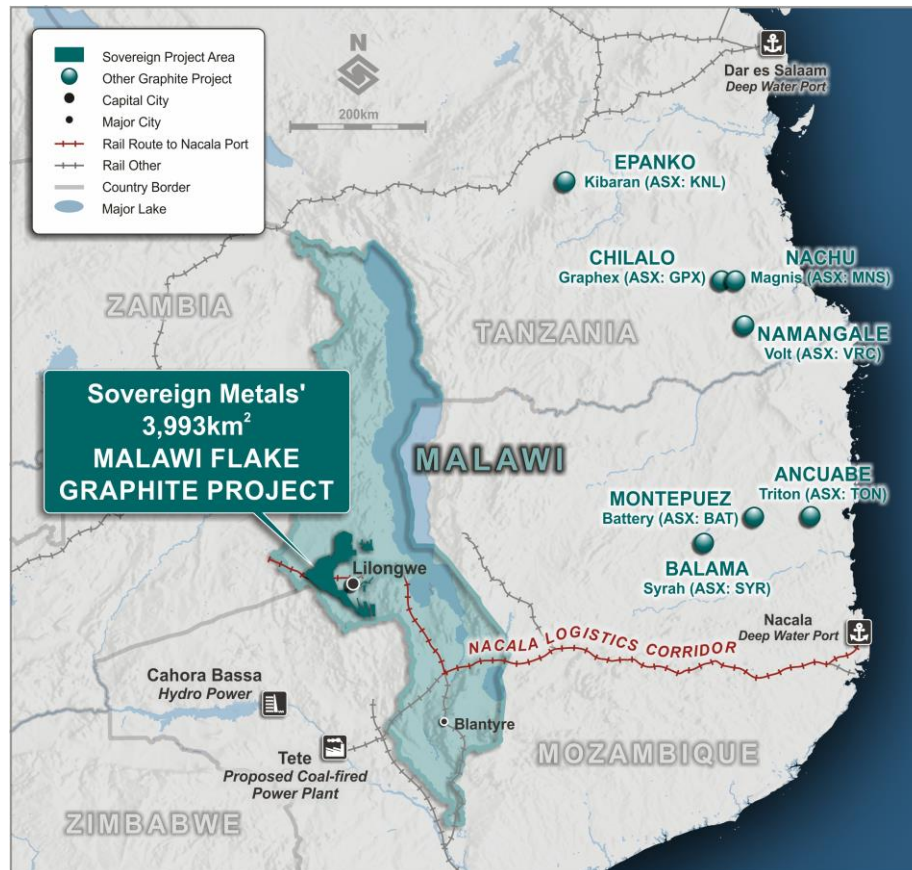 Sovereign Project Area
Other Graphite Project
Capital City
Major City
Rail Route to Nacala Port
Rail Other
Country Border
Major Lake
N
200km
Dar es Salaam
Deep Water Port
EPANKO
Kibaran (ASX: KNL)
CHILALO
Graphex (ASX: GPX)
NACHU
Magnis (ASX: MNS)
ZAMBIA
TANZANIA
NAMANGALE
Volt (ASX: VRC)
Sovereign Metals'
3,993km²
MALAWI FLAKE
GRAPHITE PROJECT
MALAWI
ANCUABE
Triton (ASX: TON)
MONTEPUEZ
Battery (ASX: BAT)
BALAMA
Syrah (ASX: SYR)
Lilongwe
Nacala
Deep Water Port
NACALA LOGISTICS CORRIDOR
Cahora Bassa
Hydro Power
Blantyre
Tete
Proposed Coal-fired
Power Plant
MOZAMBIQUE
ZIMBABWE